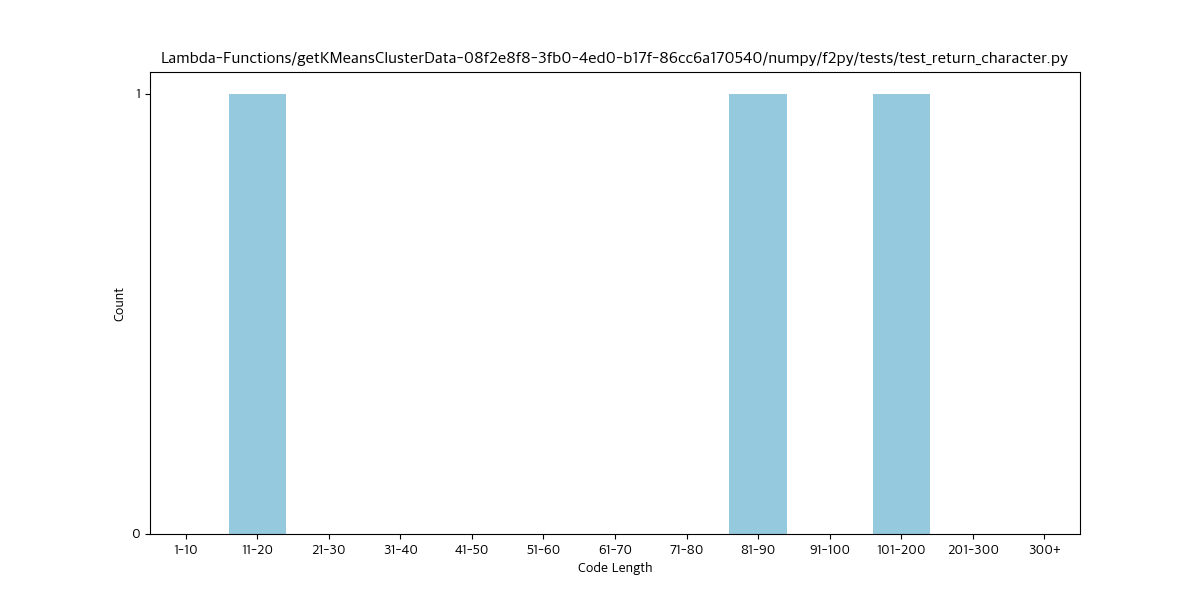 Lambda-Functions/getKMeansClusterData-08f2e8f8-3fb0-4ed0-b17f-86cc6a170540/numpy/f2py/tests/test_return_character.py
1
Count
0
1-10 11-20 21-30 31-40 41-50 51-60 61-70 71-80 81-90 91-100 101-200 201-300 300+
Code Length